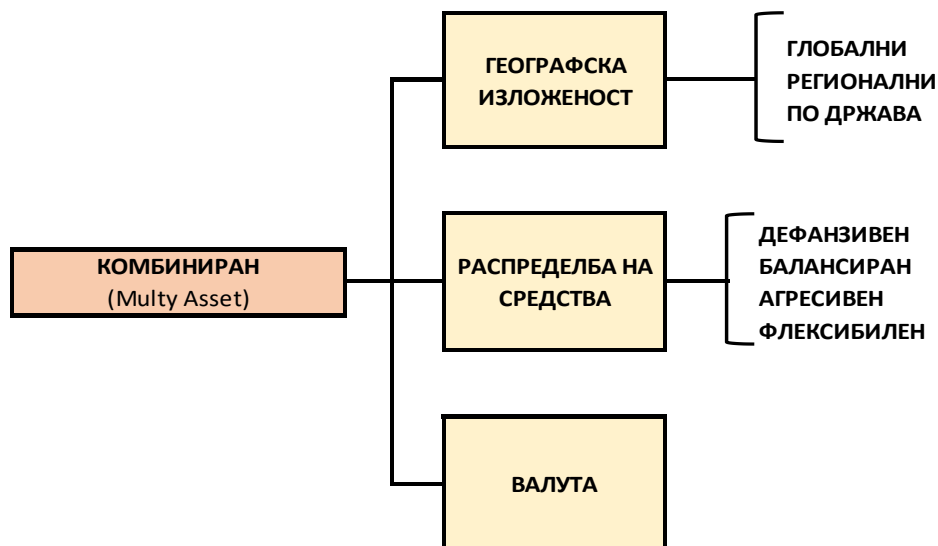 КОМБИНИРАН
(Multy Asset)
ГЕОГРАФСКА
ИЗЛОЖЕНОСТ
ГЛОБАЛНИ
РЕГИОНАЛНИ
ПО ДРЖАВА
РАСПРЕДЕЛБА НА
СРЕДСТВА
ДЕФАНЗИВЕН
БАЛАНСИРАН
АГРЕСИВЕН
ФЛЕКСИБИЛЕН
ВАЛУТА